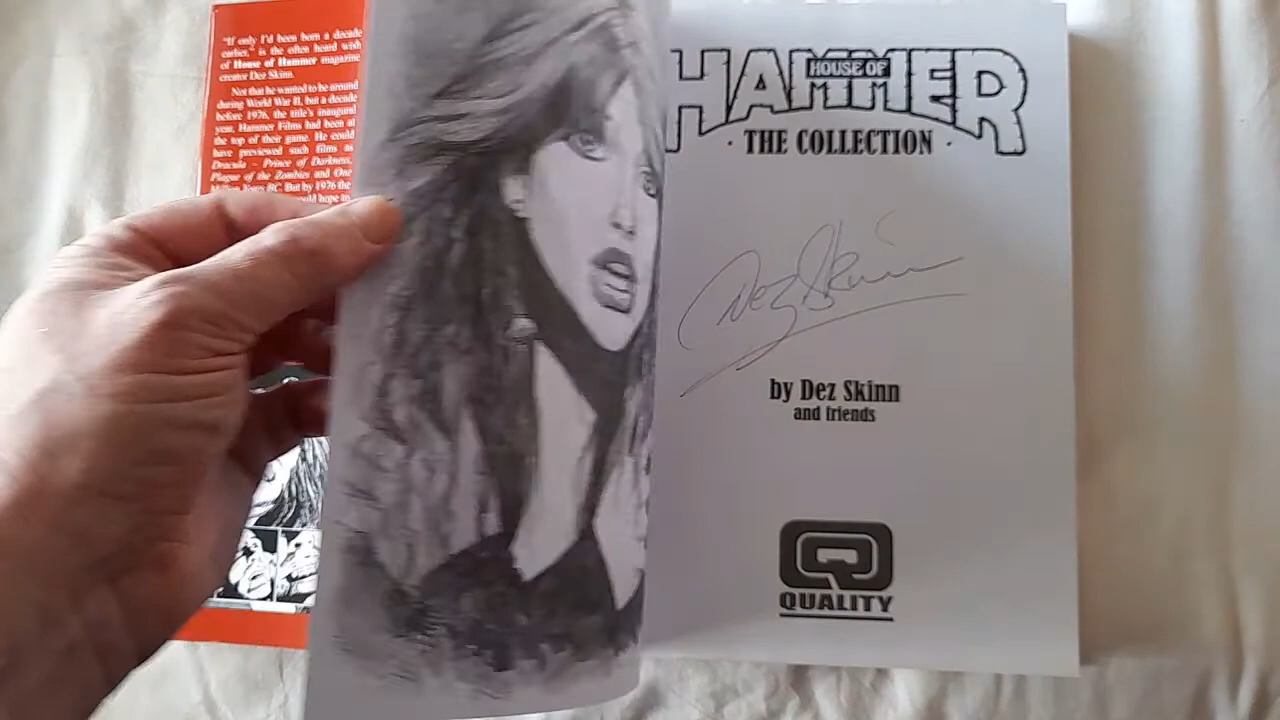 "If only I'd been born a decade
earlier," is the often heard wish
of House of Hammer magazine
creator Dez Skinn.
Not that he wanted to be around
during World War II, but a decade
before 1976, the title's inaugural
year, Hammer Films had been at
the top of their game. He could
have previewed such films as
Dracula – Prince of Darkness,
Plague of the Zombies and One
Million Years BC. But by 1976 the
hope
HOUSE OF
HAMMER
· THE COLLECTION ·
Dez Skinn
by Dez Skinn
and friends
Q
QUALITY